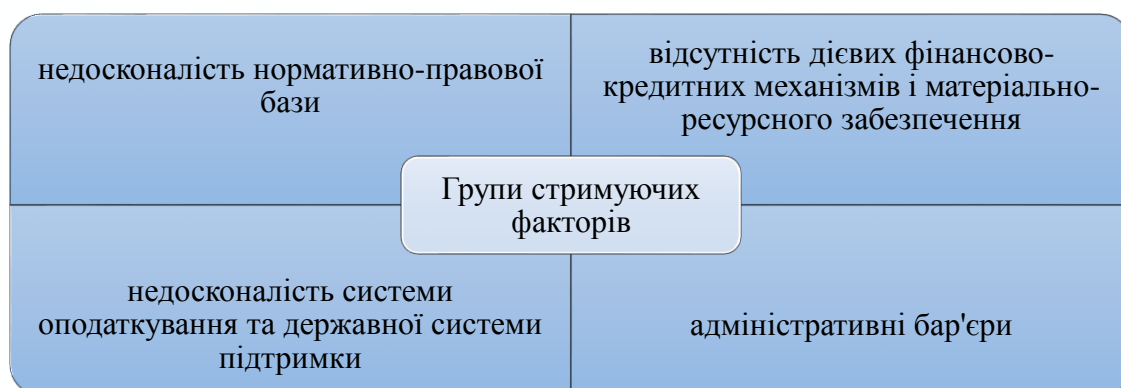 недосконалість нормативно-правової
бази
відсутність дієвих фінансово-
кредитних механізмів і матеріально-
ресурсного забезпечення
Групи стримуючих
факторів
недосконалість системи
оподаткування та державної системи
підтримки
адміністративні бар'єри